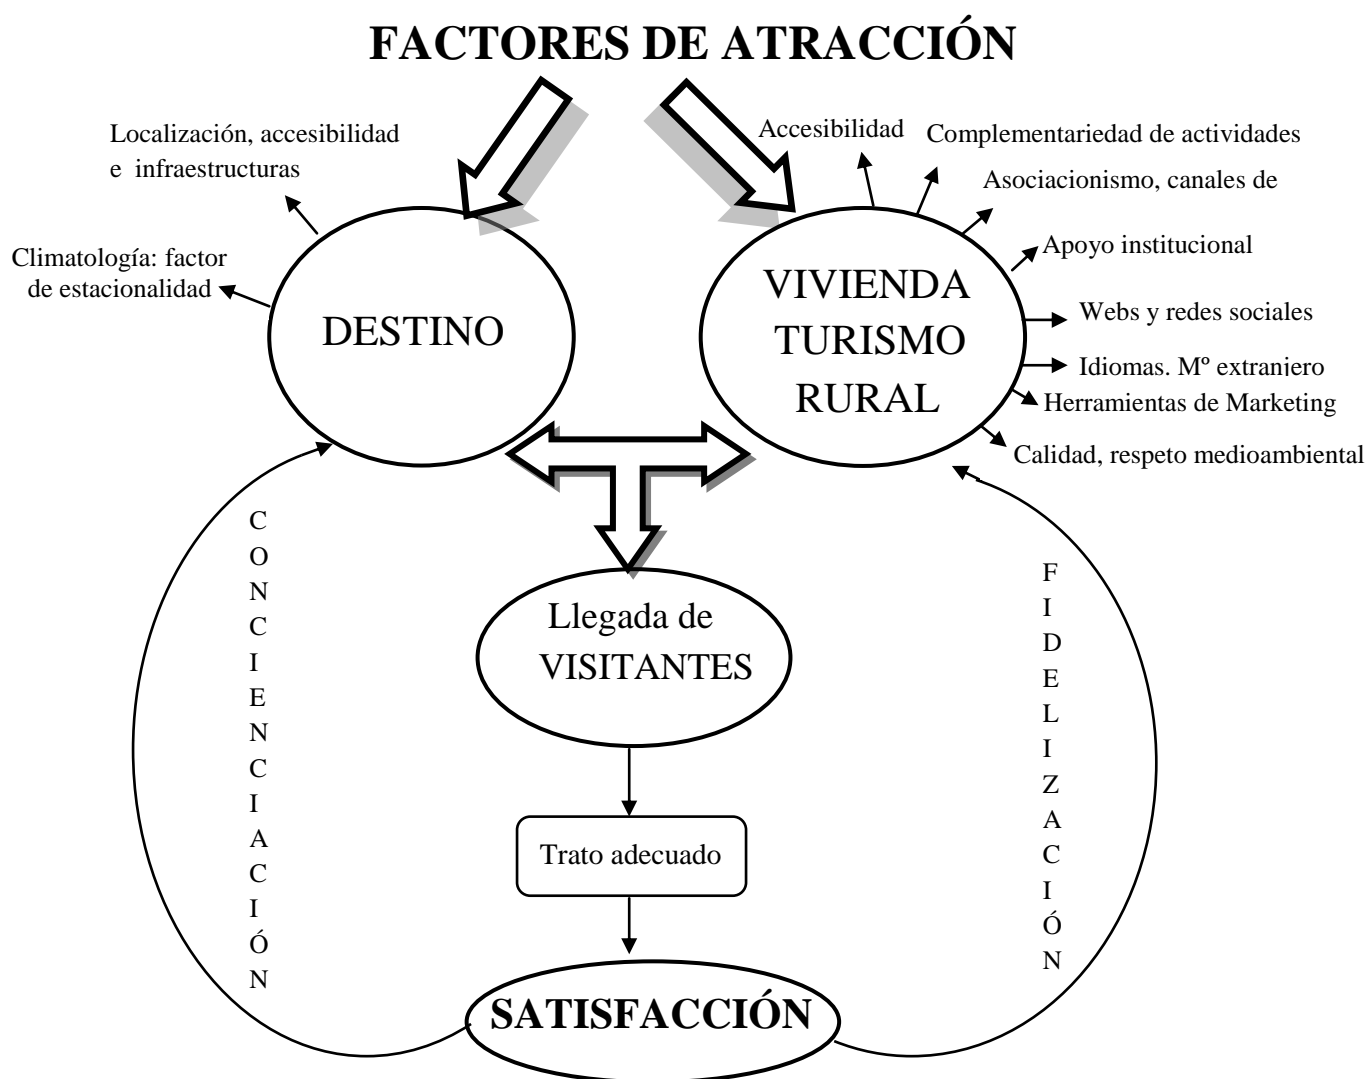 FACTORES DE ATRACCIÓN
Localización, accesibilidad
e infraestructuras
Climatología: factor
de estacionalidad
DESTINO
Accesibilidad
Complementariedad de actividades
Asociacionismo, canales de
Apoyo institucional
Webs y redes sociales
Idiomas. Mº extranjero
Herramientas de Marketing
Calidad, respeto medioambiental
VIVIENDA
TURISMO
RURAL
CONCIENCIACIÓN
Llegada de
VISITANTES
FIDELIZACIÓN
Trato adecuado
SATISFACCIÓN